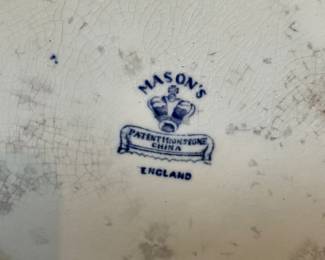 MASON'S
PATENT IRONSTONE
CHINA
ENGLAND